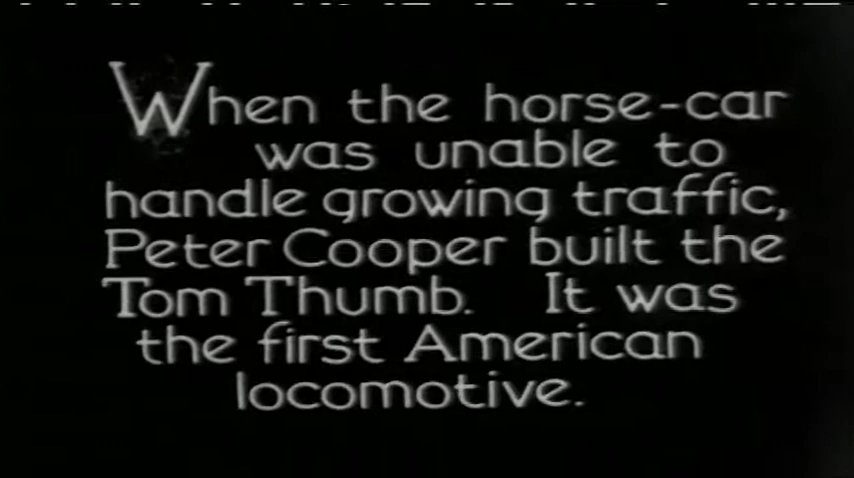 When the horse-car
was unable to
handle growing traffic,
Peter Cooper built the
Tom Thumb. It was
the first American
locomotive.